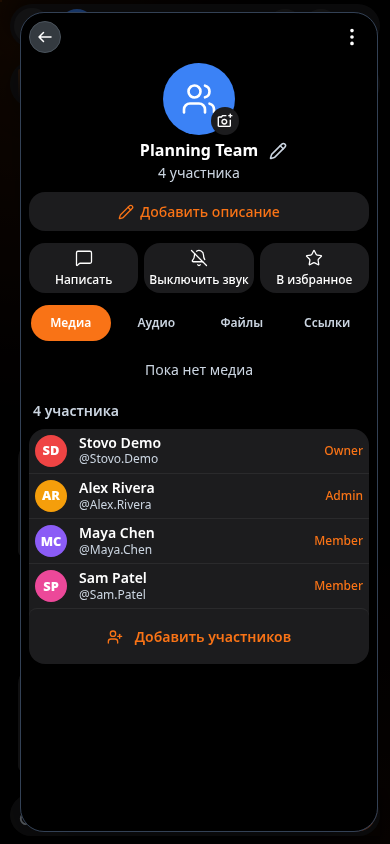 Planning Team
4 участника
Добавить описание
Написать
Выключить звук
В избранное
Медиа
Аудио
Файлы
Ссылки
Пока нет медиа
4 участника
SD
Stovo Demo
@Stovo.Demo
Owner
AR
Alex Rivera
@Alex.Rivera
Admin
MC
Maya Chen
@Maya.Chen
Member
SP
Sam Patel
@Sam.Patel
Member
Добавить участников